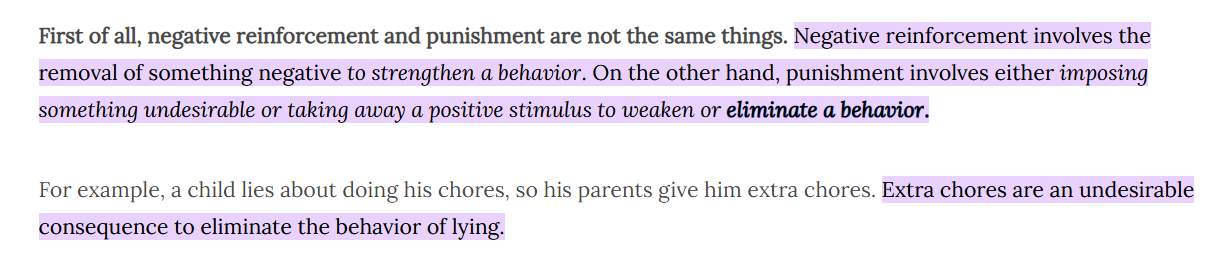 First of all, negative reinforcement and punishment are not the same things. Negative reinforcement involves the
removal of something negative to strengthen a behavior. On the other hand, punishment involves either imposing
something undesirable or taking away a positive stimulus to weaken or eliminate a behavior.
For example, a child lies about doing his chores, so his parents give him extra chores. Extra chores are an undesirable
consequence to eliminate the behavior of lying.